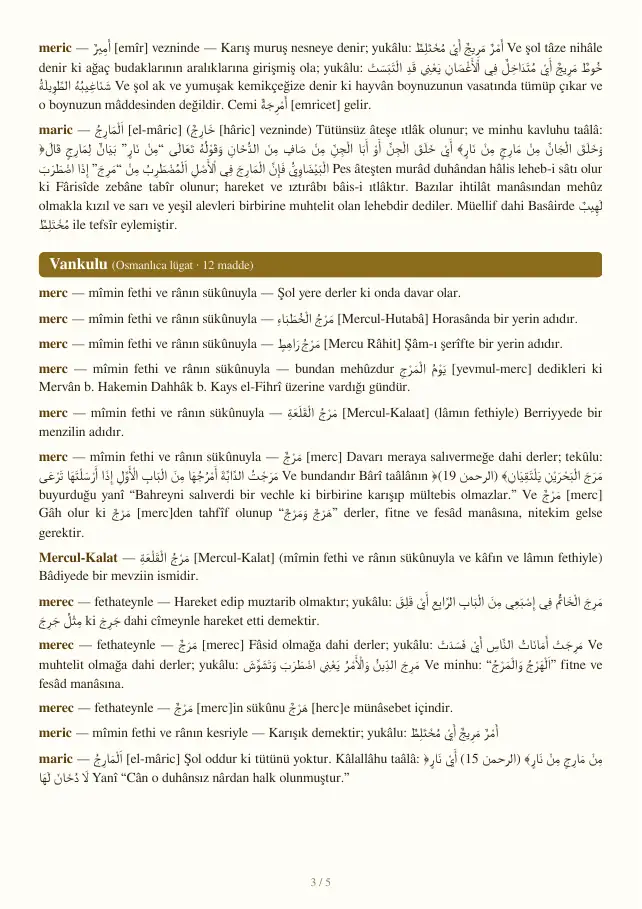 meric — أَمِيرٌ [emîr] vezninde — Karış muruş nesneye denir; yukâlu: أَمْرٌ مَرِيجٌ أَيْ مُخْتَلِطٌ Ve şol tâze nihâle
denir ki ağaç budaklarının aralıklarına girişmiş ola; yukâlu: خُوطٌ مَرِيجٌ أَيْ مُتَدَاخِلٌ فِي الْأَغْصَانِ يَعْنِي قَدِ الْتَبَسَتْ
شَنَاغِيبُهُ الطَّوِيلَةُ Ve şol ak ve yumuşak kemikçeğize denir ki hayvân boynuzunun vasatında tümüp çıkar ve
o boynuzun mâddesinden değildir. Cemi أَمْرِجَةٌ [emricet] gelir.
maric — اَلْمَارِجُ [el-mâric] (خَارِجٌ [hâric] vezninde) Tütünsüz âteşe ıtlâk olunur; ve minhu kavluhu taâlâ:
وَخَلَقَ الْجَانَّ مِنْ مَارِجٍ مِنْ نَارٍ﴾ أَيْ خَلَقَ الْجِنَّ أَوْ أَبَا الْجِنِّ مِنْ صَافٍ مِنَ الدُّخَانِ وَقَوْلُهُ تَعَالَى “مِنْ نَارٍ” بَيَانٌ لِمَارِجٍ قَالَ﴿
الْبَيْضَاوِيُّ فَإِنَّ الْمَارِجَ فِي الْأَصْلِ الْمُضْطَرِبُ مِنْ “مَرِجَ” إِذَا اضْطَرَبَ Pes âteşten murâd duhândan hâlis leheb-i sâtı olur
ki Fârisîde zebâne tabîr olunur; hareket ve ıztırâbı bâis-i ıtlâktır. Bazılar ihtilât manâsından mehûz
olmakla kızıl ve sarı ve yeşil alevleri birbirine muhtelit olan lehebdir dediler. Müellif dahi Basâirde لَهِيبٌ
مُخْتَلِطٌ ile tefsîr eylemiştir.
Vankulu (Osmanlıca lügat · 12 madde)
merc — mîmin fethi ve rânın sükûnuyla — Şol yere derler ki onda davar olar.
merc — mîmin fethi ve rânın sükûnuyla — مَرْجُ الْخُطَبَاءِ [Mercul-Hutabâ] Horasânda bir yerin adıdır.
merc — mîmin fethi ve rânın sükûnuyla — مَرْجُ رَاهِطٍ [Mercu Râhit] Şâm-ı şerîfte bir yerin adıdır.
merc — mîmin fethi ve rânın sükûnuyla — bundan mehûzdur يَوْمُ الْمَرْجِ [yevmul-merc] dedikleri ki
Mervân b. Hakemin Dahhâk b. Kays el-Fihrî üzerine vardığı gündür.
merc — mîmin fethi ve rânın sükûnuyla — مَرْجُ الْقَلَعَةِ [Mercul-Kalaat] (lâmın fethiyle) Berriyyede bir
menzilin adıdır.
merc — mîmin fethi ve rânın sükûnuyla — مَرْجٌ [merc] Davarı meraya salıvermeğe dahi derler; tekûlu:
مَرَجَ الْبَحْرَيْنِ يَلْتَقِيَانِ﴾ (الرحمن 19)﴿ Ve bundandır Bârî taâlânın مَرَجْتُ الدَّابَّةَ أَمْرُجُهَا مِنَ الْبَابِ الْأَوَّلِ إِذَا أَرْسَلْتَهَا تَرْعَى
buyurduğu yanî “Bahreyni salıverdi bir vechle ki birbirine karışıp mültebis olmazlar.” Ve مَرْجٌ [merc]
Gâh olur ki مَرْجٌ [merc]den tahfîf olunup “هَرْجٌ وَمَرْجٌ” derler, fitne ve fesâd manâsına, nitekim gelse
gerektir.
Mercul-Kalat — مَرْجُ الْقَلْعَةِ [Mercul-Kalat] (mîmin fethi ve rânın sükûnuyla ve kâfın ve lâmın fethiyle)
Bâdiyede bir mevziin ismidir.
merec — fethateynle — Hareket edip muztarib olmaktır; yukâlu: مَرِجَ الْخَاتَمُ فِي إِصْبَعِي مِنَ الْبَابِ الرَّابِعِ أَيْ قَلِقَ
مِثْلُ جَرِجَ ki جَرِجَ dahi cîmeynle hareket etti demektir.
merec — fethateynle — مَرَجٌ [merec] Fâsid olmağa dahi derler; yukâlu: مَرِجَتْ أَمَانَاتُ النَّاسِ أَيْ فَسَدَتْ Ve
muhtelit olmağa dahi derler; yukâlu: مَرِجَ الدِّينُ وَالْأَمْرُ يَعْنِي اضْطَرَبَ وَتَشَوَّشَ Ve minhu: “اَلْهَرْجُ وَالْمَرْجُ” fitne ve
fesâd manâsına.
merec — fethateynle — مَرْجٌ [merc]in sükûnu هَرْجٌ [herc]e münâsebet içindir.
meric — mîmin fethi ve rânın kesriyle — Karışık demektir; yukâlu: أَمْرٌ مَرِيجٌ أَيْ مُخْتَلِطٌ
maric — اَلْمَارِجُ [el-mâric] Şol oddur ki tütünü yoktur. Kâlallâhu taâlâ: مِنْ مَارِجٍ مِنْ نَارٍ﴾ (الرحمن 15) أَيْ نَارٍ﴿
لَا دُخَانَ لَهَا Yanî “Cân o duhânsız nârdan halk olunmuştur.”
3 / 5